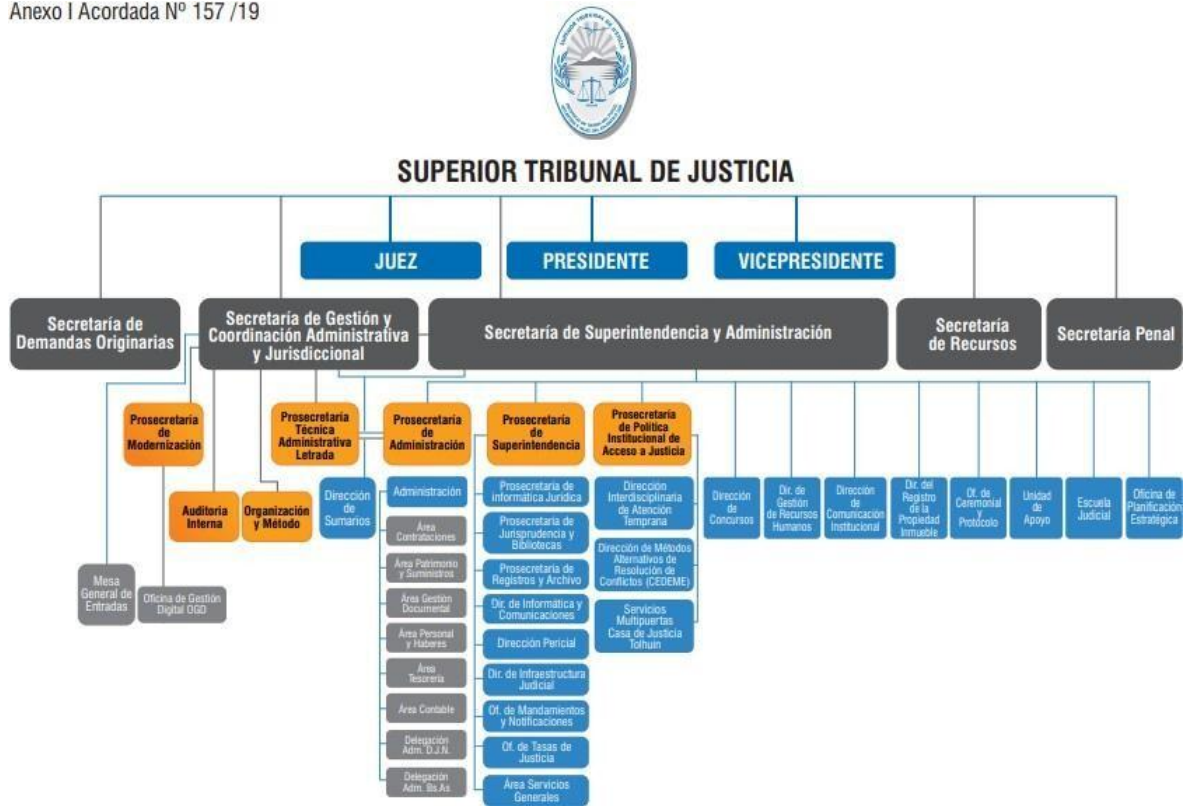 Anexo I Acordada Nº 157 /19
SUPERIOR TRIBUNAL DE JUSTICIA
SUPERIOR TRIBUNAL DE JUSTICIA
JUEZ
PRESIDENTE
VICEPRESIDENTE
Secretaría de
Demandas Originarias
Secretaría de Gestión y
Coordinación Administrativa
y Jurisdiccional
Secretaría de Superintendencia y Administración
Secretaría
de Recursos
Secretaría Penal
Prosecretaría
de
Modernización
Prosecretaría
Técnica
Administrativa
Letrada
Prosecretaría
de
Administración
Prosecretaría
de
Superintendencia
Prosecretaría
de Política
Institucional de
Acceso a Justicia
Auditoria
Interna
Organización
y Método
Dirección
de
Sumarios
Mesa
General de
Entradas
Oficina de Gestión
Digital OGD
Administración
Área
Contrataciones
Área Patrimonio
y Suministros
Área Gestión
Documental
Área Personal
y Haberes
Área
Tesorería
Área Contable
Delegación
Adm. D.J.N.
Delegación
Adm. Bs.As
Prosecretaría de
informática Jurídica
Prosecretaría de
Jurisprudencia y
Bibliotecas
Prosecretaría de
Registros y Archivo
Dir. de Informática y
Comunicaciones
Dirección Pericial
Dir. de Infraestructura
Judicial
Of. de Mandamientos
y Notificaciones
Of. de Tasas de
Justicia
Área Servicios
Generales
Dirección
Interdisciplinaria
de Atención
Temprana
Dirección de Métodos
Alternativos de
Resolución de
Conflictos (CEDEME)
Servicios
Multipuertas
Casa de Justicia
Tolhuin
Dirección
de
Concursos
Dir. de
Gestión
de Recursos
Humanos
Dirección
de
Comunicación
Institucional
Dir. del
Registro
de la
Propiedad
Inmueble
Of. de
Ceremonial
y
Protócolo
Unidad
de
Apoyo
Escuela
Judicial
Oficina de
Planificación
Estratégica